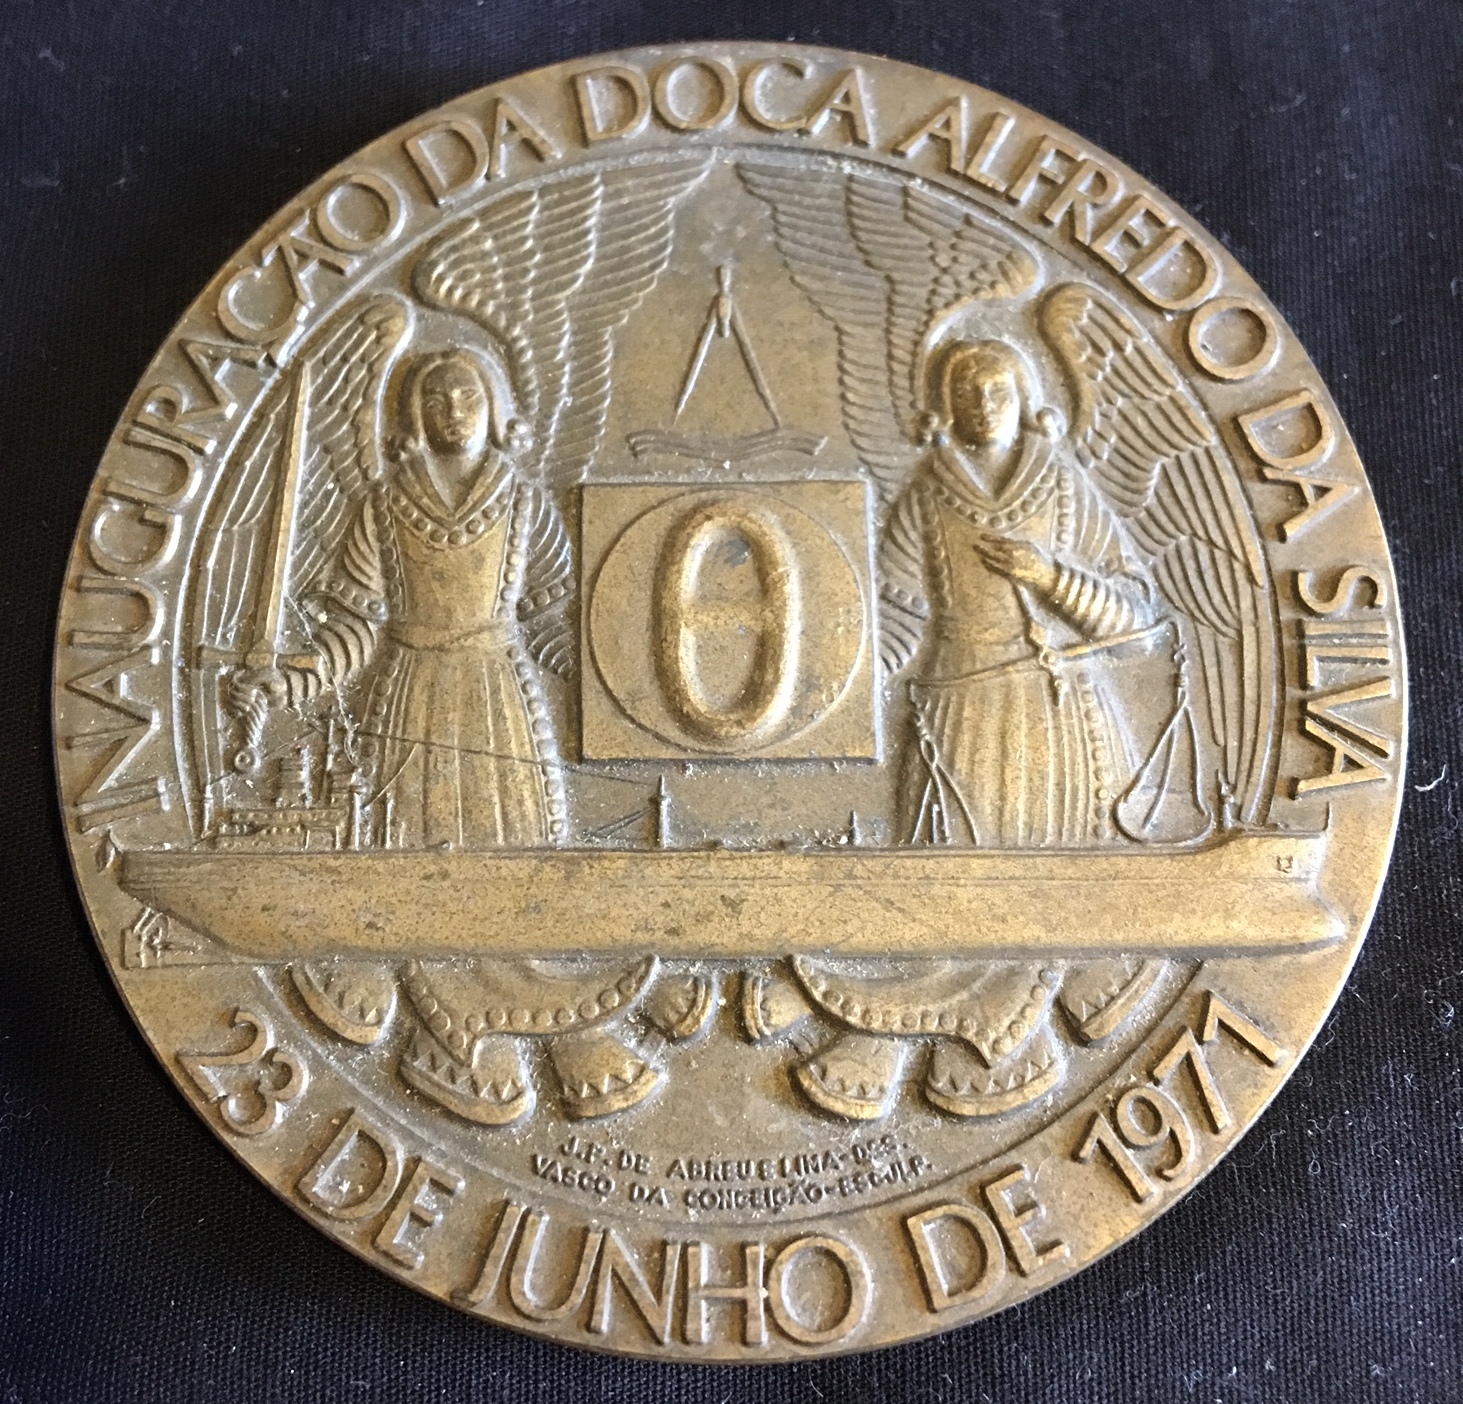 INAUGURAÇÃO DA DOCA ALFREDO DA SILVA
J.P. DE ABREU E LIMA-DES.
VASCO DA CONCEIÇÃO-ESCULP.
23 DE JUNHO DE 1971